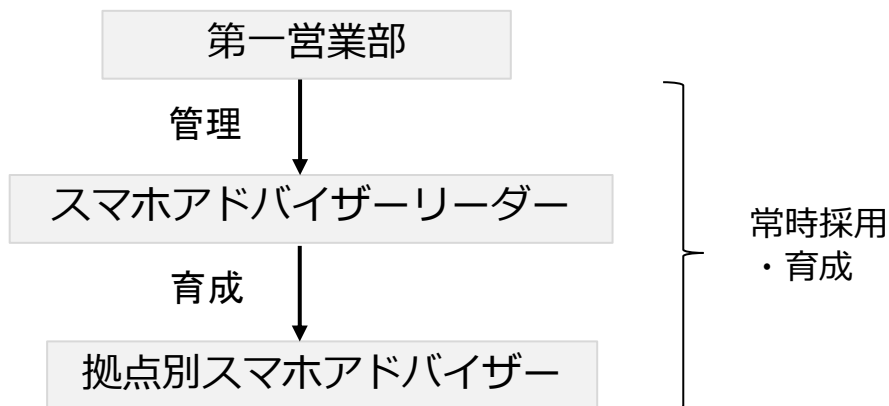 第一営業部
管理
スマホアドバイザーリーダー
育成
拠点別スマホアドバイザー
常時採用
・育成